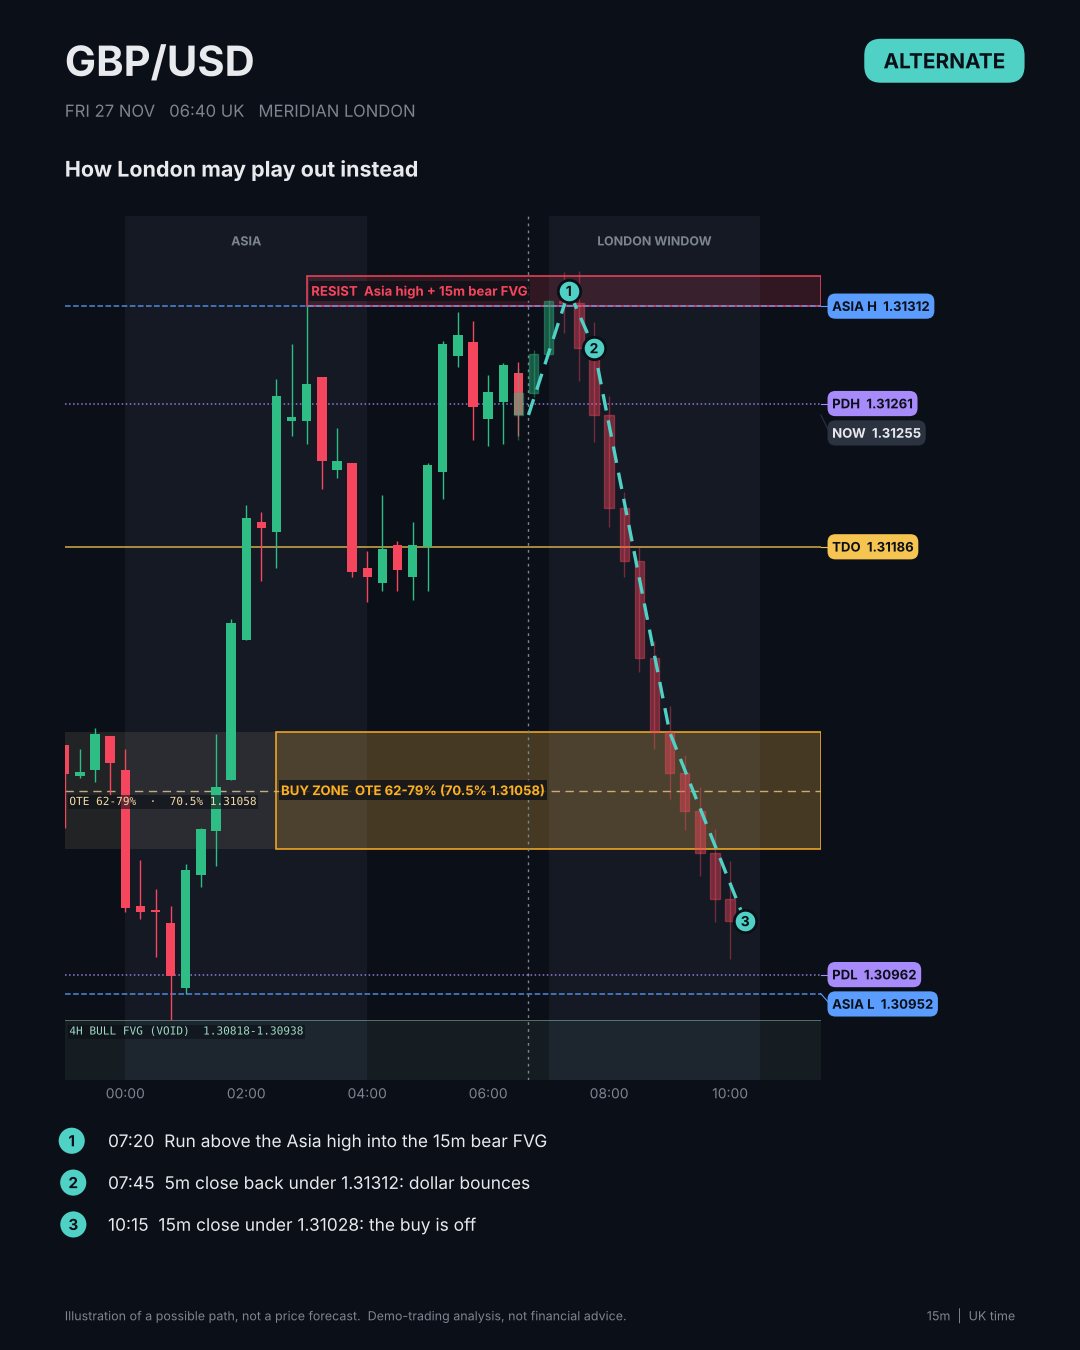 GBP/USD
ALTERNATE
FRI 27 NOV 06:40 UK MERIDIAN LONDON
How London may play out instead
ASIA
LONDON WINDOW
RESIST Asia high + 15m bear FVG
1
ASIA H 1.31312
2
PDH 1.31261
NOW 1.31255
TDO 1.31186
BUY ZONE OTE 62-79% (70.5% 1.31058)
OTE 62-79% · 70.5% 1.31058
3
PDL 1.30962
ASIA L 1.30952
4H BULL FVG (VOID) 1.30818-1.30938
00:00 02:00 04:00 06:00 08:00 10:00
1 07:20 Run above the Asia high into the 15m bear FVG
2 07:45 5m close back under 1.31312: dollar bounces
3 10:15 15m close under 1.31028: the buy is off
Illustration of a possible path, not a price forecast. Demo-trading analysis, not financial advice.
15m | UK time